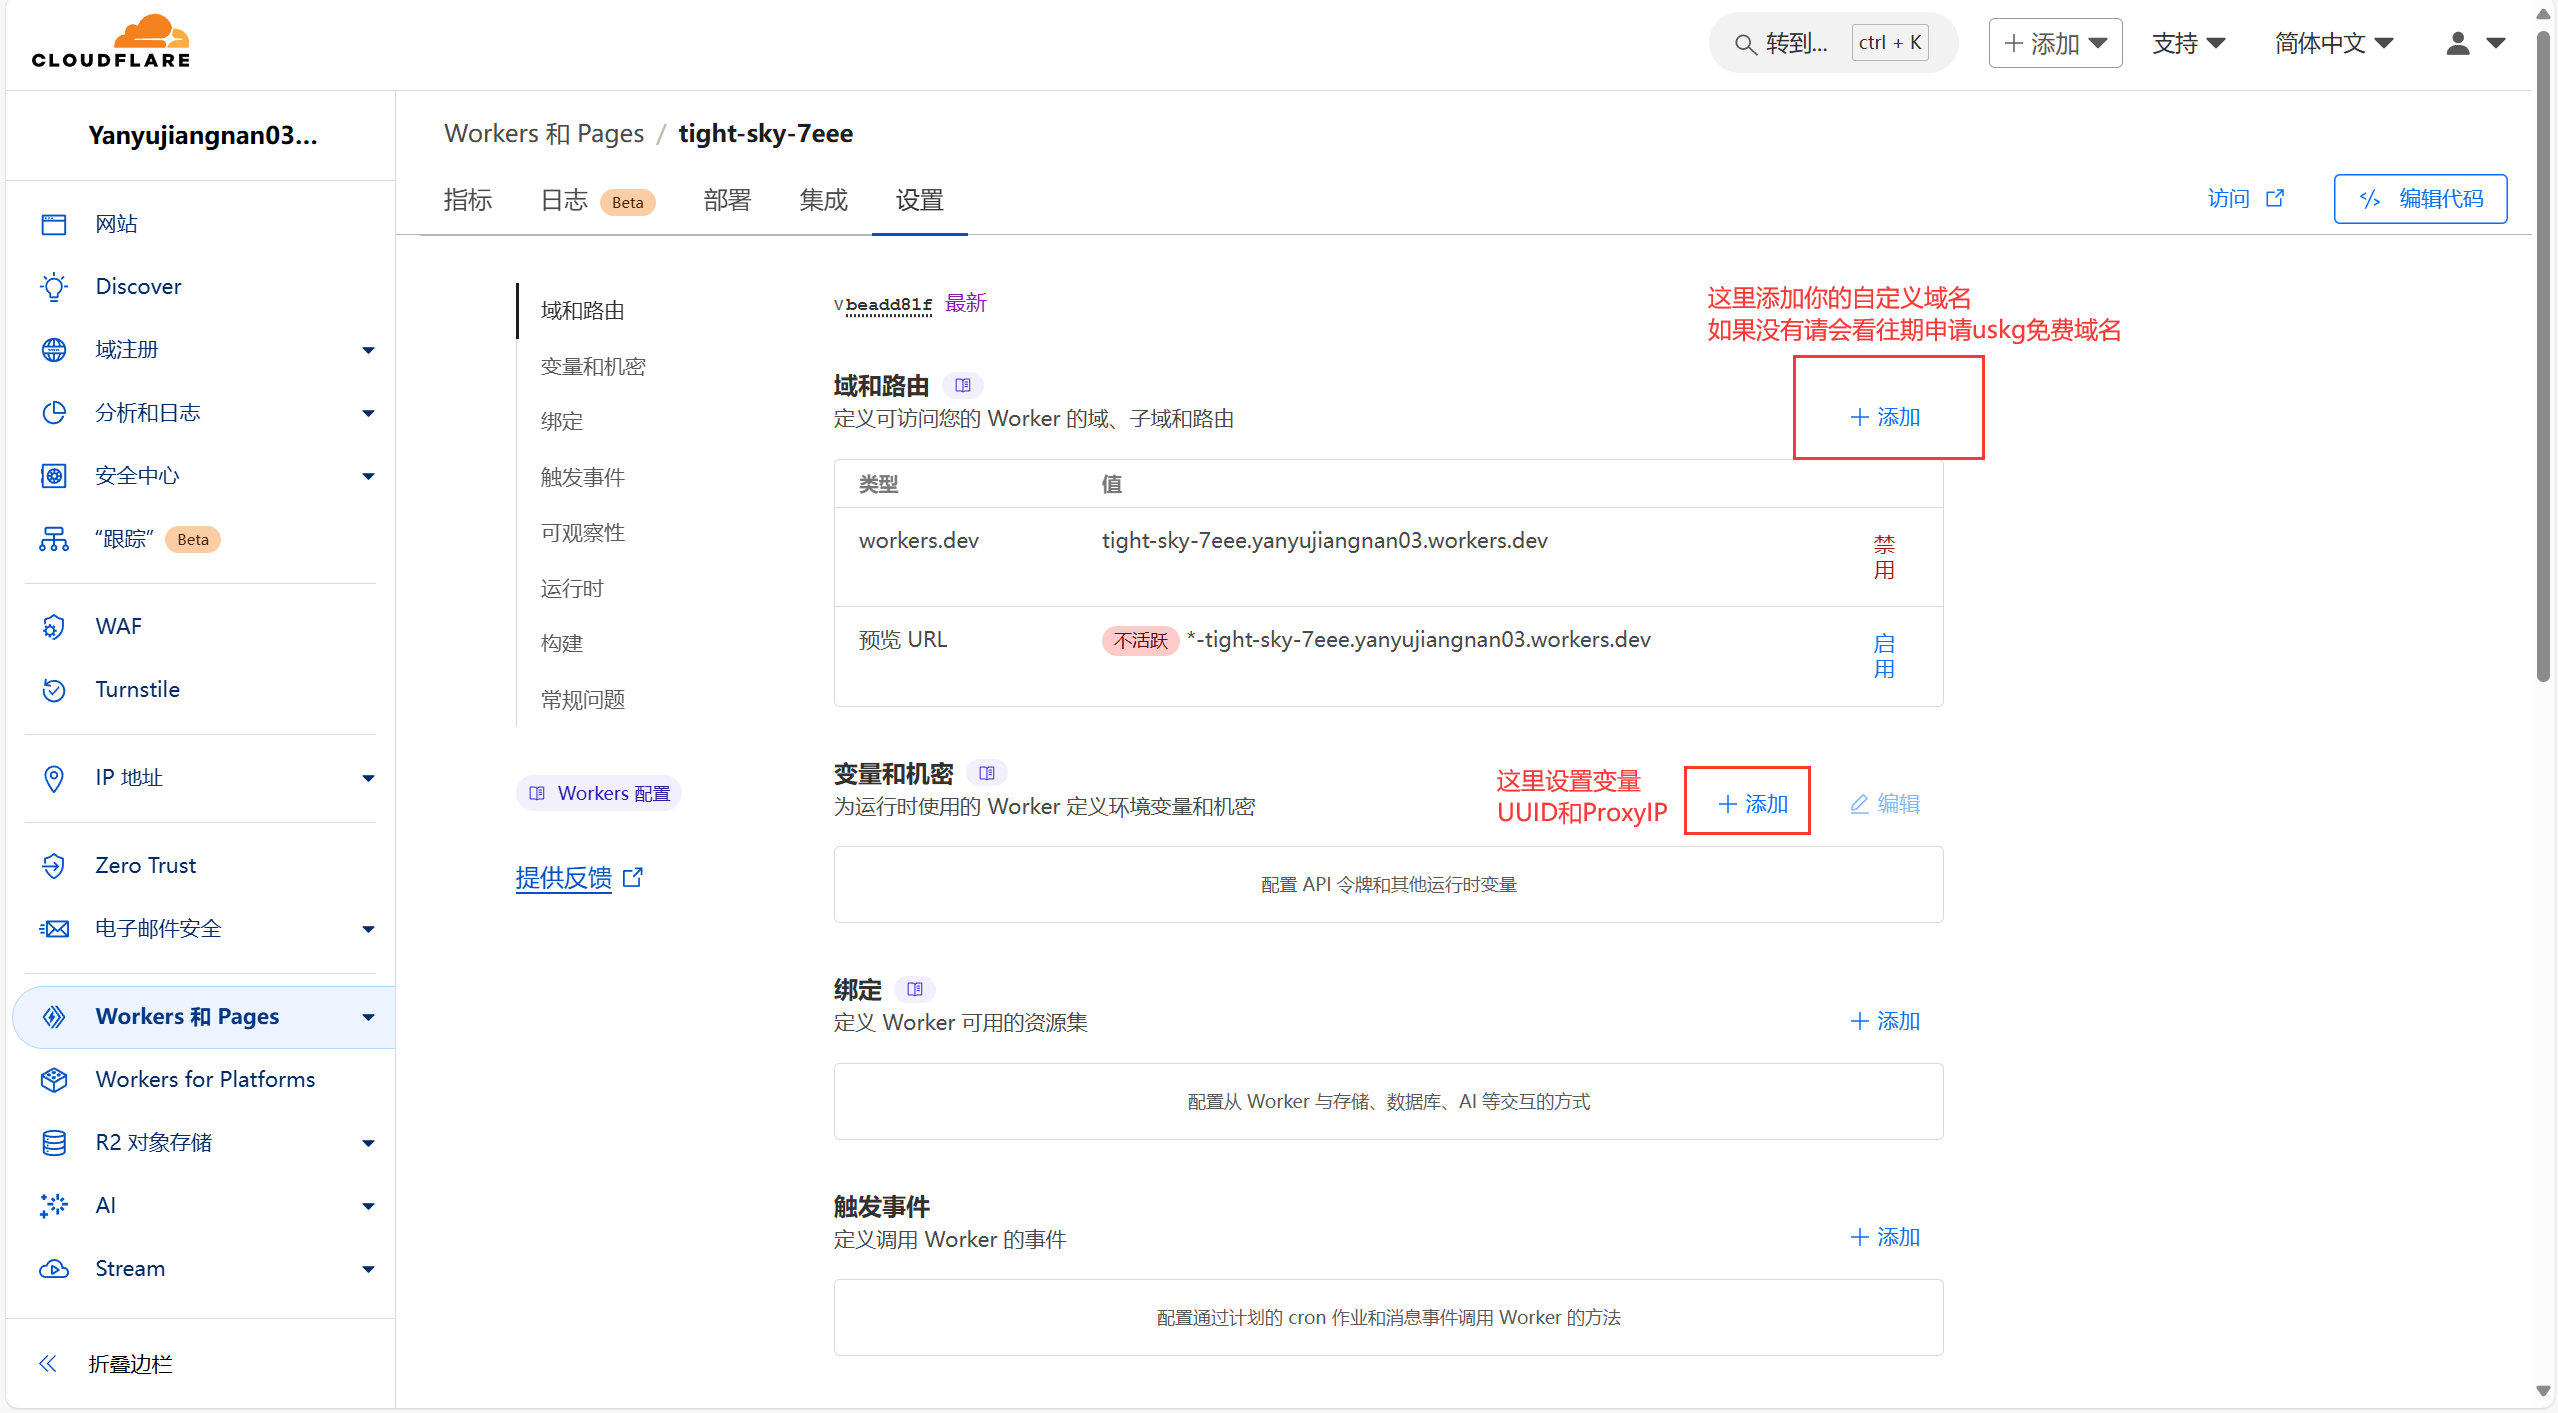 CLOUDFLARE
转到... ctrl + K
添加
支持
简体中文
Yanyujiangnan03...
网站
Discover
域注册
分析和日志
安全中心
“跟踪” Beta
WAF
Turnstile
IP 地址
Zero Trust
电子邮件安全
Workers 和 Pages
Workers for Platforms
R2 对象存储
AI
Stream
折叠边栏
Workers 和 Pages / tight-sky-7eee
指标 日志 Beta 部署 集成 设置
访问
</> 编辑代码
域和路由
变量和机密
绑定
触发事件
可观察性
运行时
构建
常规问题
Workers 配置
提供反馈
vbeadd81f 最新
这里添加你的自定义域名
如果没有请会看往期申请uskg免费域名
域和路由
定义可访问您的 Worker 的域、子域和路由
+ 添加
类型 值
workers.dev tight-sky-7eee.yanyujiangnan03.workers.dev 禁用
预览 URL 不活跃 *-tight-sky-7eee.yanyujiangnan03.workers.dev 启用
变量和机密
为运行时使用的 Worker 定义环境变量和机密
这里设置变量
UUID和ProxyIP
+ 添加
编辑
配置 API 令牌和其他运行时变量
绑定
定义 Worker 可用的资源集
+ 添加
配置从 Worker 与存储、数据库、AI 等交互的方式
触发事件
定义调用 Worker 的事件
+ 添加
配置通过计划的 cron 作业和消息事件调用 Worker 的方法